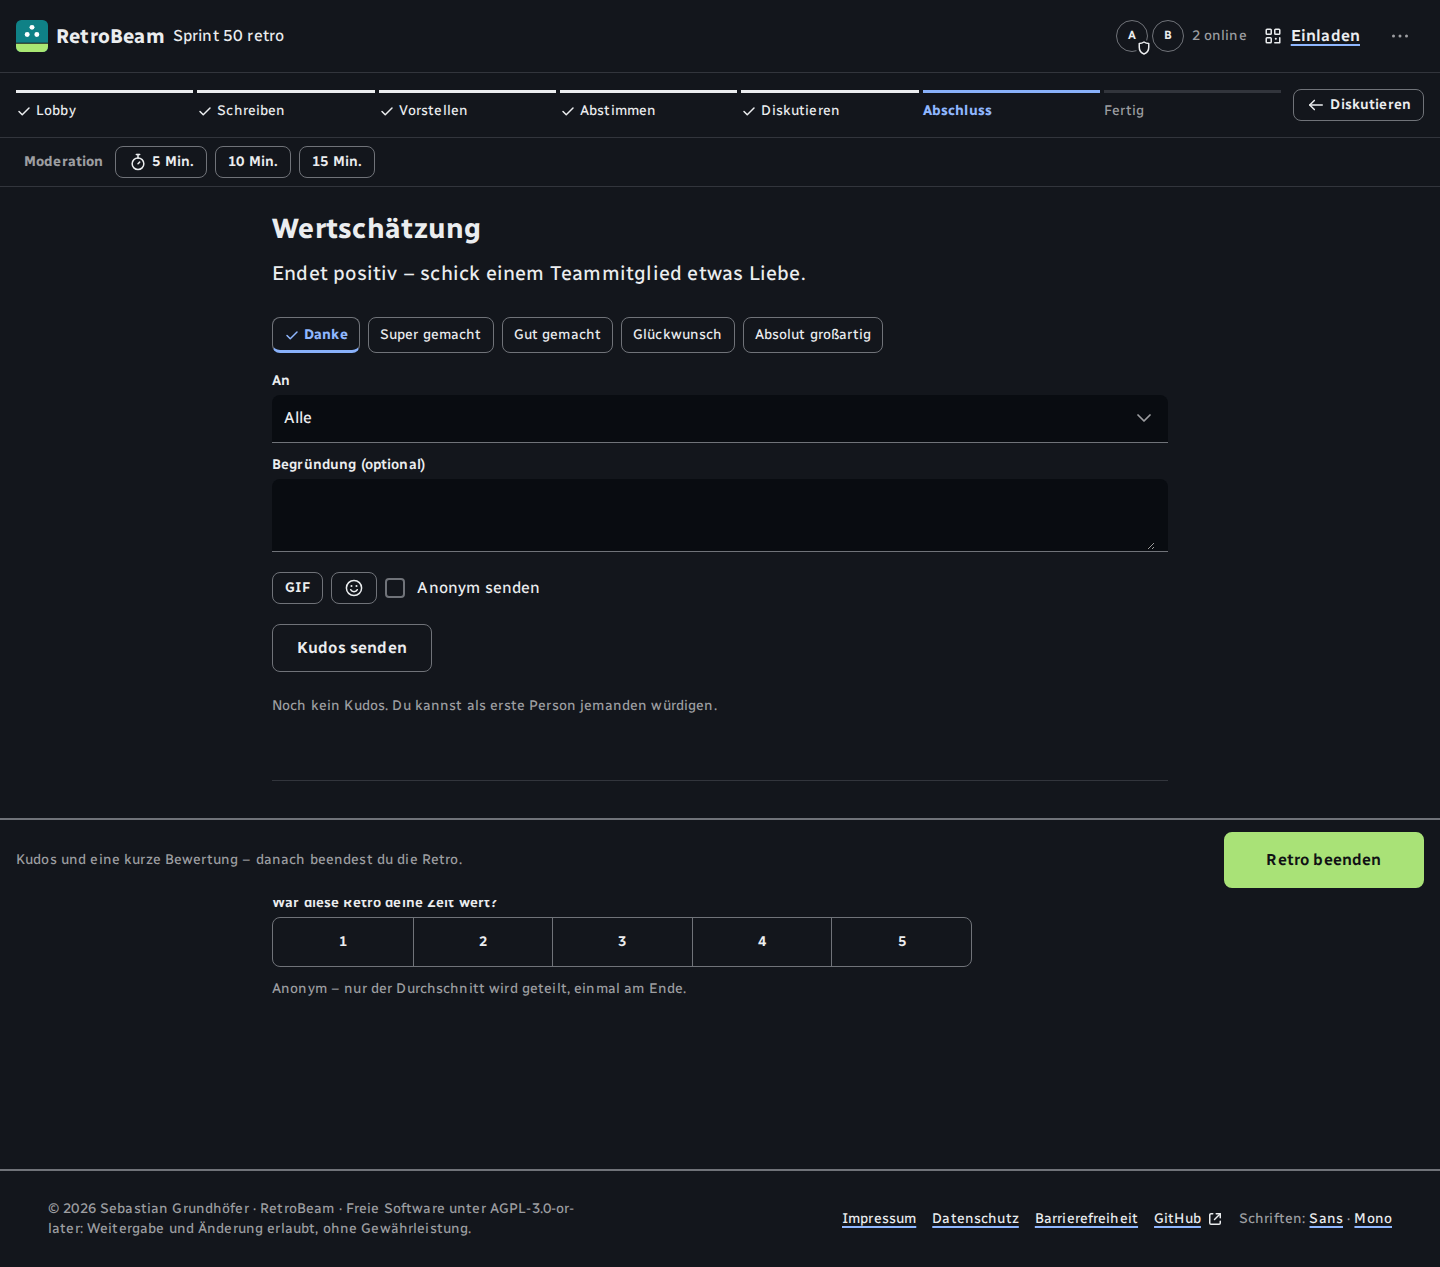 RetroBeam Sprint 50 retro
A B 2 online Einladen
Lobby Schreiben Vorstellen Abstimmen Diskutieren Abschluss Fertig Diskutieren
Moderation 5 Min. 10 Min. 15 Min.
Wertschätzung
Endet positiv – schick einem Teammitglied etwas Liebe.
Danke Super gemacht Gut gemacht Glückwunsch Absolut großartig
An
Alle
Begründung (optional)
GIF Anonym senden
Kudos senden
Noch kein Kudos. Du kannst als erste Person jemanden würdigen.
Kudos und eine kurze Bewertung – danach beendest du die Retro. Retro beenden
War diese Retro deine Zeit wert?
1 2 3 4 5
Anonym – nur der Durchschnitt wird geteilt, einmal am Ende.
© 2026 Sebastian Grundhöfer · RetroBeam · Freie Software unter AGPL-3.0-or-
later: Weitergabe und Änderung erlaubt, ohne Gewährleistung.
Impressum Datenschutz Barrierefreiheit GitHub Schriften: Sans · Mono